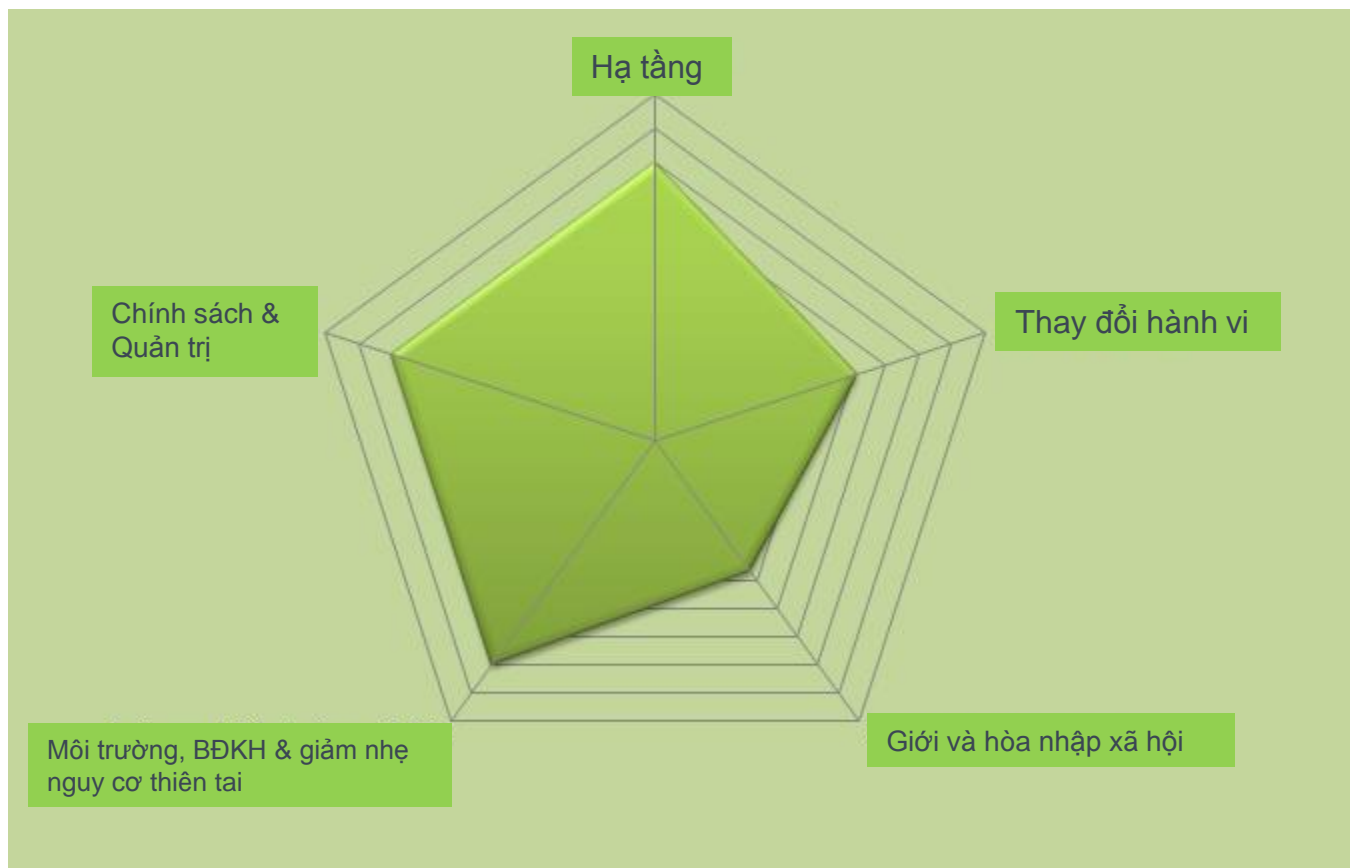 Hạ tầng
Chính sách &
Quản trị
Thay đổi hành vi
Môi trường, BĐKH & giảm nhẹ
nguy cơ thiên tai
Giới và hòa nhập xã hội